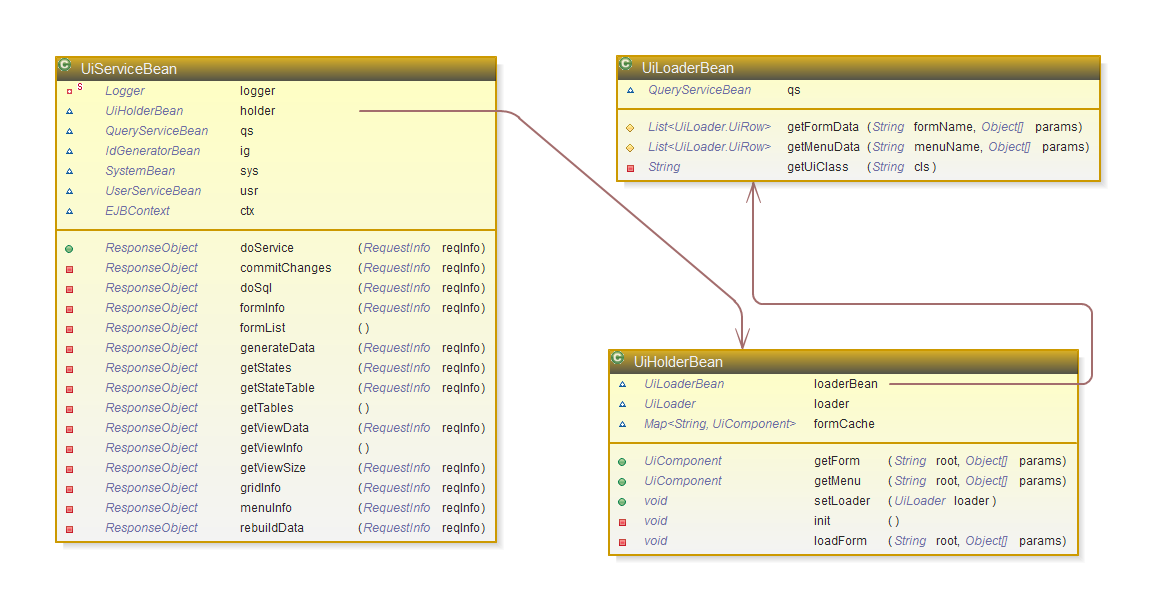 UiServiceBean
S Logger logger
UiHolderBean holder
QueryServiceBean qs
IdGeneratorBean ig
SystemBean sys
UserServiceBean usr
EJBContext ctx
ResponseObject doService (RequestInfo reqInfo)
ResponseObject commitChanges (RequestInfo reqInfo)
ResponseObject doSql (RequestInfo reqInfo)
ResponseObject formInfo (RequestInfo reqInfo)
ResponseObject formList ()
ResponseObject generateData (RequestInfo reqInfo)
ResponseObject getStates (RequestInfo reqInfo)
ResponseObject getStateTable (RequestInfo reqInfo)
ResponseObject getTables ()
ResponseObject getViewData (RequestInfo reqInfo)
ResponseObject getViewInfo ()
ResponseObject getViewSize (RequestInfo reqInfo)
ResponseObject gridInfo (RequestInfo reqInfo)
ResponseObject menuInfo (RequestInfo reqInfo)
ResponseObject rebuildData (RequestInfo reqInfo)
UiLoaderBean
QueryServiceBean qs
List<UiLoader.UiRow> getFormData (String formName, Object[] params)
List<UiLoader.UiRow> getMenuData (String menuName, Object[] params)
String getUiClass (String cls)
UiHolderBean
UiLoaderBean loaderBean
UiLoader loader
Map<String, UiComponent> formCache
UiComponent getForm (String root, Object[] params)
UiComponent getMenu (String root, Object[] params)
void setLoader (UiLoader loader)
void init ()
void loadForm (String root, Object[] params)